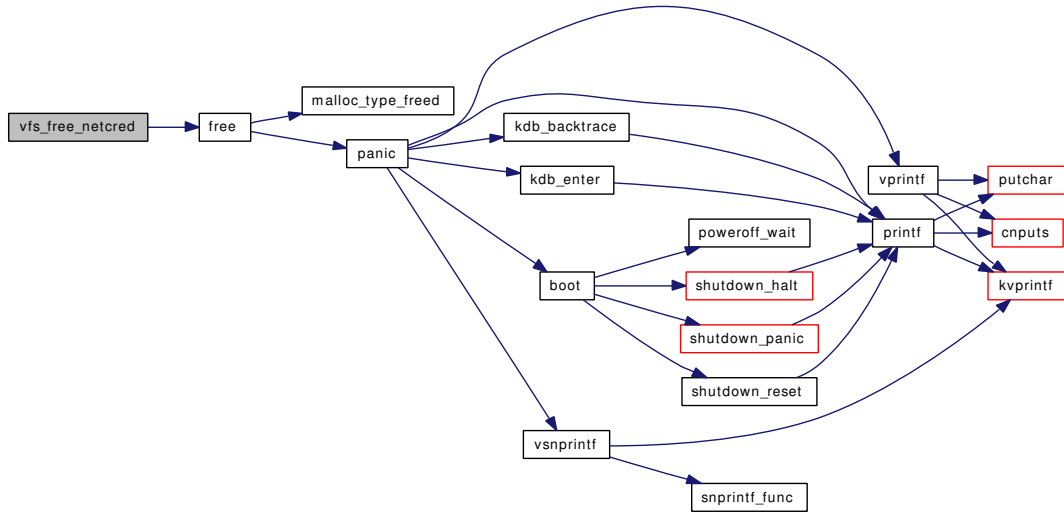 vfs_free_netcred
free
malloc_type_freed
panic
kdb_backtrace
kdb_enter
vprintf
putchar
printf
cnputs
poweroff_wait
boot
shutdown_halt
kvprintf
shutdown_panic
shutdown_reset
vsnprintf
snprintf_func